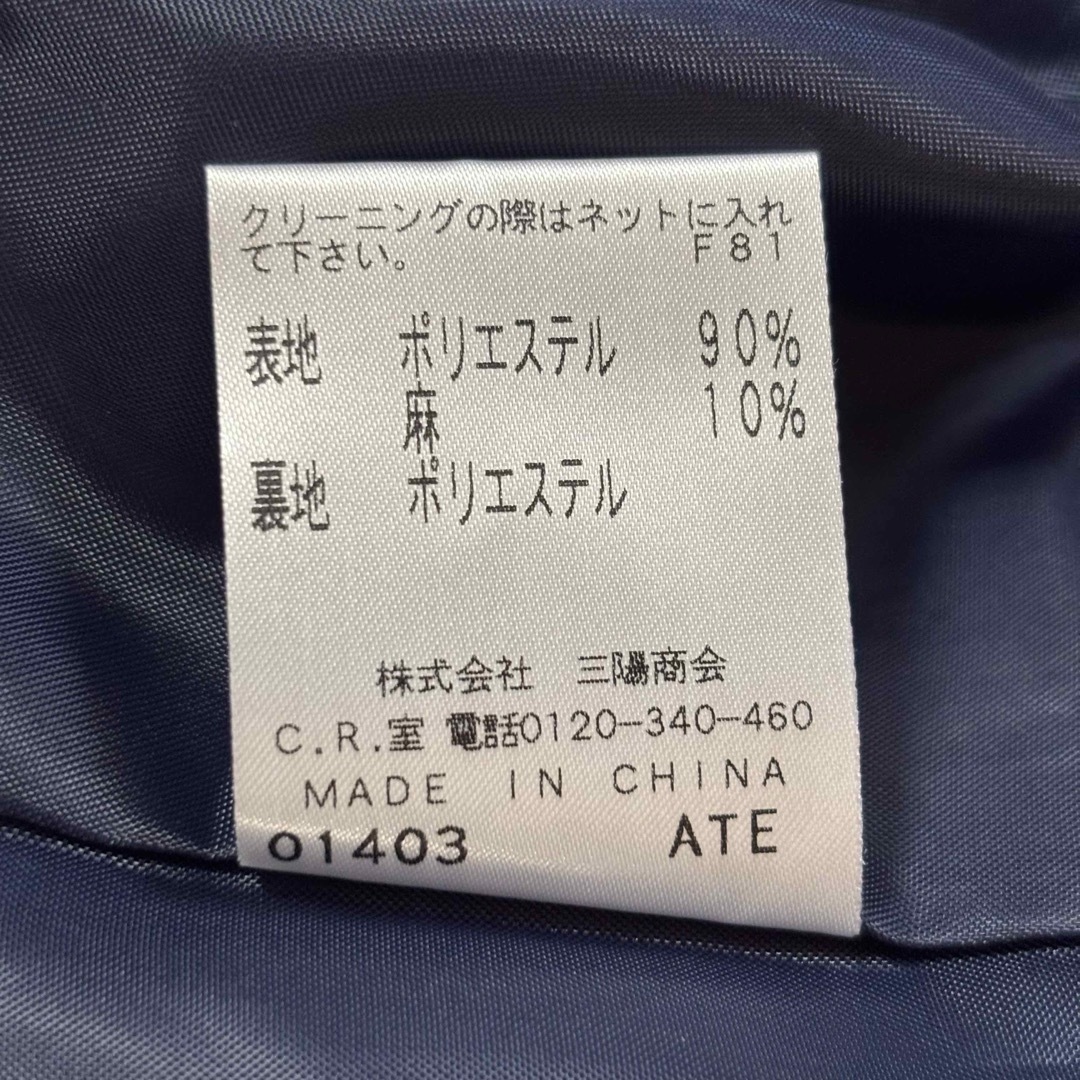 クリーニングの際はネットに入れ
て下さい。 F81
表地 ポリエステル 90%
麻 10%
裏地 ポリエステル
株式会社 三陽商会
C.R.室 電話0120-340-460
MADE IN CHINA
01403 ATE